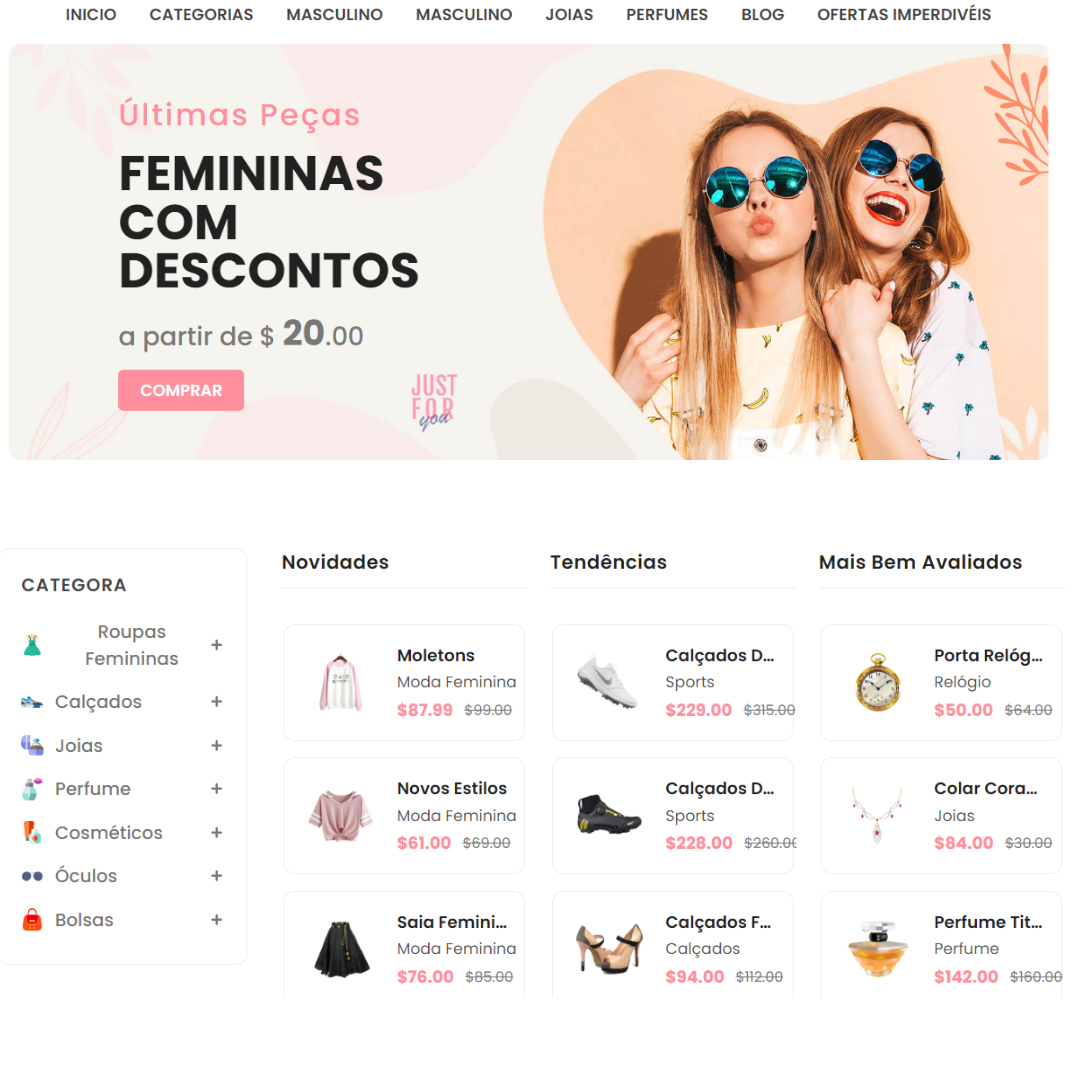 INICIO CATEGORIAS MASCULINO MASCULINO JOIAS PERFUMES BLOG OFERTAS IMPERDIVÉIS
Últimas Peças
FEMININAS
COM
DESCONTOS
a partir de $ 20.00
COMPRAR
JUST
FOR
you
CATEGORA
Roupas
Femininas +
Calçados +
Joias +
Perfume +
Cosméticos +
Óculos +
Bolsas +
Novidades
Moletons
Moda Feminina
$87.99 $99.00
Novos Estilos
Moda Feminina
$61.00 $69.00
Saia Femini...
Moda Feminina
$76.00 $85.00
Tendências
Calçados D...
Sports
$229.00 $315.00
Calçados D...
Sports
$228.00 $260.00
Calçados F...
Calçados
$94.00 $112.00
Mais Bem Avaliados
Porta Relóg...
Relógio
$50.00 $64.00
Colar Cora...
Joias
$84.00 $30.00
Perfume Tit...
Perfume
$142.00 $160.00